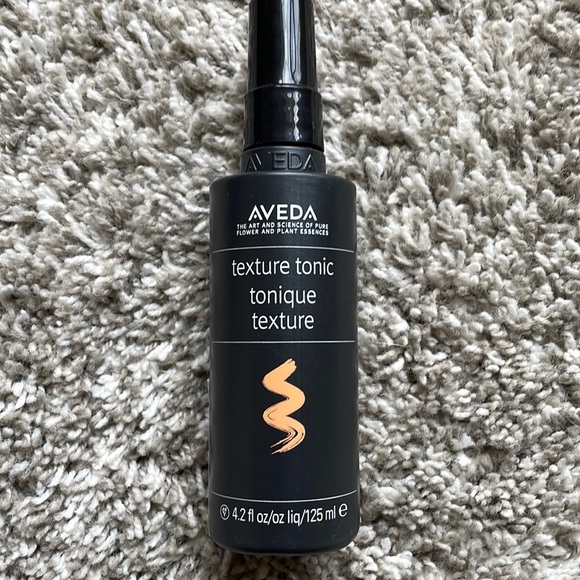 AVEDA
AVEDA
THE ART AND SCIENCE OF PURE
FLOWER AND PLANT ESSENCES
texture tonic
tonique
texture
4.2 fl oz/oz liq/125 ml e